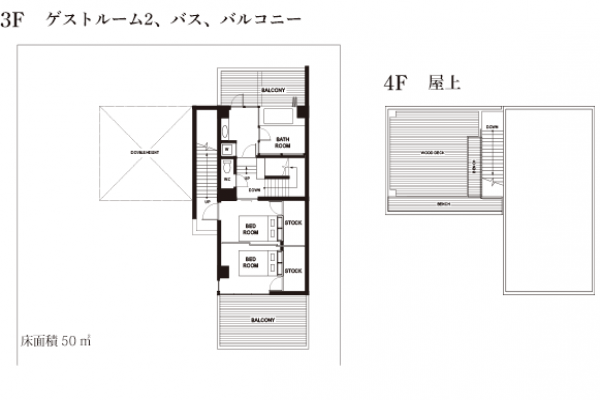 3F ゲストルーム2、バス、バルコニー
4F 屋上
BALCONY
DOWN
BATH
ROOM
WOOD DECK
BENCH
DOUBLE HEIGHT
W
WC
UP
UP
DOWN
BENCH
BED
ROOM
STOCK
BED
ROOM
STOCK
BALCONY
床面積 50 ㎡